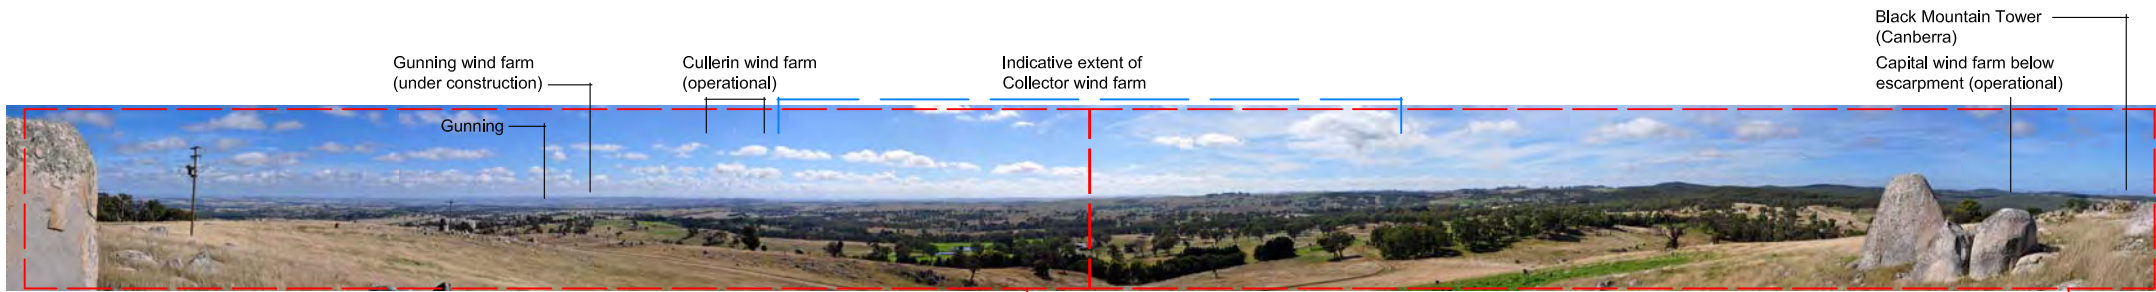 Gunning wind farm
(under construction)
Gunning
Cullerin wind farm
(operational)
Indicative extent of
Collector wind farm
Black Mountain Tower
(Canberra)
Capital wind farm below
escarpment (operational)